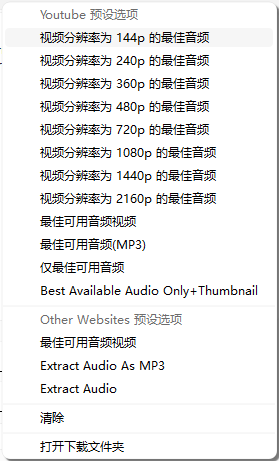 Youtube 预设选项
视频分辨率为 144p 的最佳音频
视频分辨率为 240p 的最佳音频
视频分辨率为 360p 的最佳音频
视频分辨率为 480p 的最佳音频
视频分辨率为 720p 的最佳音频
视频分辨率为 1080p 的最佳音频
视频分辨率为 1440p 的最佳音频
视频分辨率为 2160p 的最佳音频
最佳可用音频视频
最佳可用音频(MP3)
仅最佳可用音频
Best Available Audio Only+Thumbnail
Other Websites 预设选项
最佳可用音频视频
Extract Audio As MP3
Extract Audio
清除
打开下载文件夹